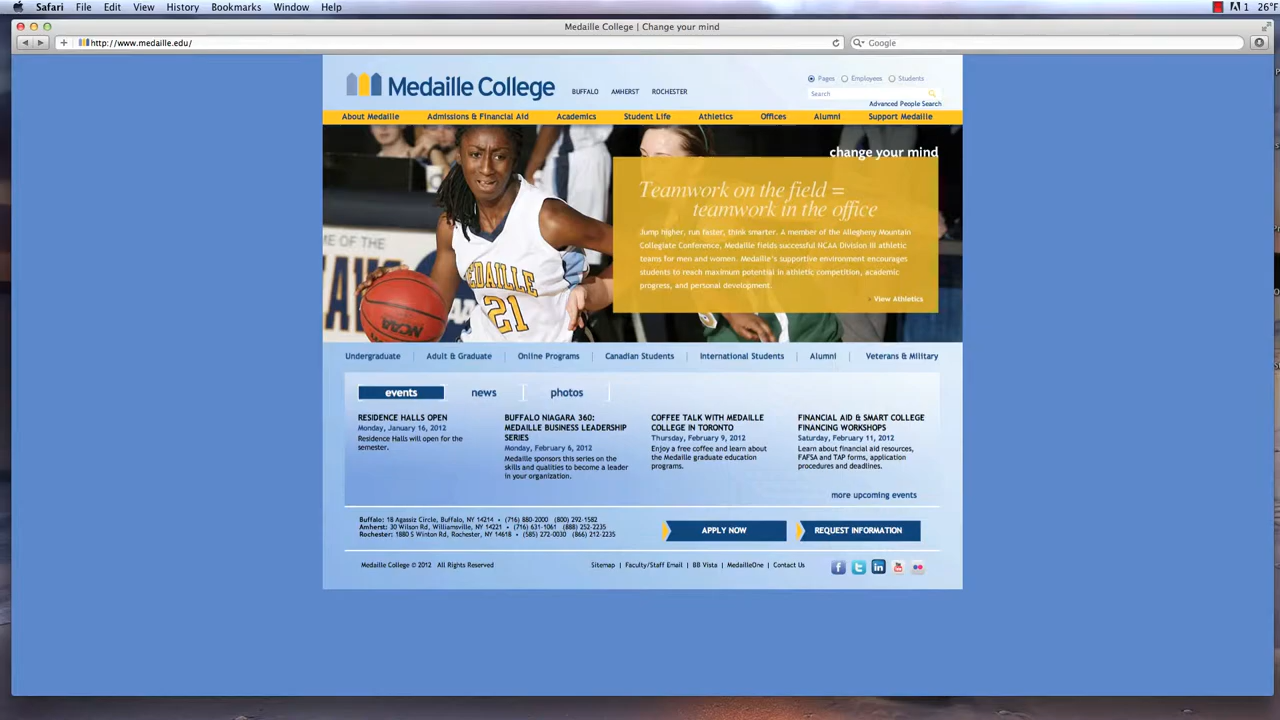 Safari File Edit View History Bookmarks Window Help 1 26°F
Medaille College | Change your mind
http://www.medaille.edu/ Google
Medaille College BUFFALO AMHERST ROCHESTER
Pages Employees Students
Search
Advanced People Search
About Medaille Admissions & Financial Aid Academics Student Life Athletics Offices Alumni Support Medaille
change your mind
Teamwork on the field =
teamwork in the office
Jump higher, run faster, think smarter. A member of the Allegheny Mountain
Collegiate Conference, Medaille fields successful NCAA Division III athletic
teams for men and women. Medaille's supportive environment encourages
students to reach maximum potential in athletic competition, academic
progress, and personal development.
View Athletics
ME OF THE
MEDAILLE
21
NCAA
Undergraduate Adult & Graduate Online Programs Canadian Students International Students Alumni Veterans & Military
events news photos
RESIDENCE HALLS OPEN
Monday, January 16, 2012
Residence Halls will open for the
semester.
BUFFALO NIAGARA 360:
MEDAILLE BUSINESS LEADERSHIP
SERIES
Monday, February 6, 2012
Medaille sponsors this series on the
skills and qualities to become a leader
in your organization.
COFFEE TALK WITH MEDAILLE
COLLEGE IN TORONTO
Thursday, February 9, 2012
Enjoy a free coffee and learn about
the Medaille graduate education
programs.
FINANCIAL AID & SMART COLLEGE
FINANCING WORKSHOPS
Saturday, February 11, 2012
Learn about financial aid resources,
FAFSA and TAP forms, application
procedures and deadlines.
more upcoming events
Buffalo: 18 Agassiz Circle, Buffalo, NY 14214 • (716) 880-2000 (800) 292-1582
Amherst: 30 Wilson Rd, Williamsville, NY 14221 • (716) 631-1061 (888) 252-2235
Rochester: 1880 S Winton Rd, Rochester, NY 14618 • (585) 272-0030 (866) 212-2235
APPLY NOW REQUEST INFORMATION
Medaille College © 2012 All Rights Reserved
Sitemap | Faculty/Staff Email | BB Vista | MedailleOne | Contact Us